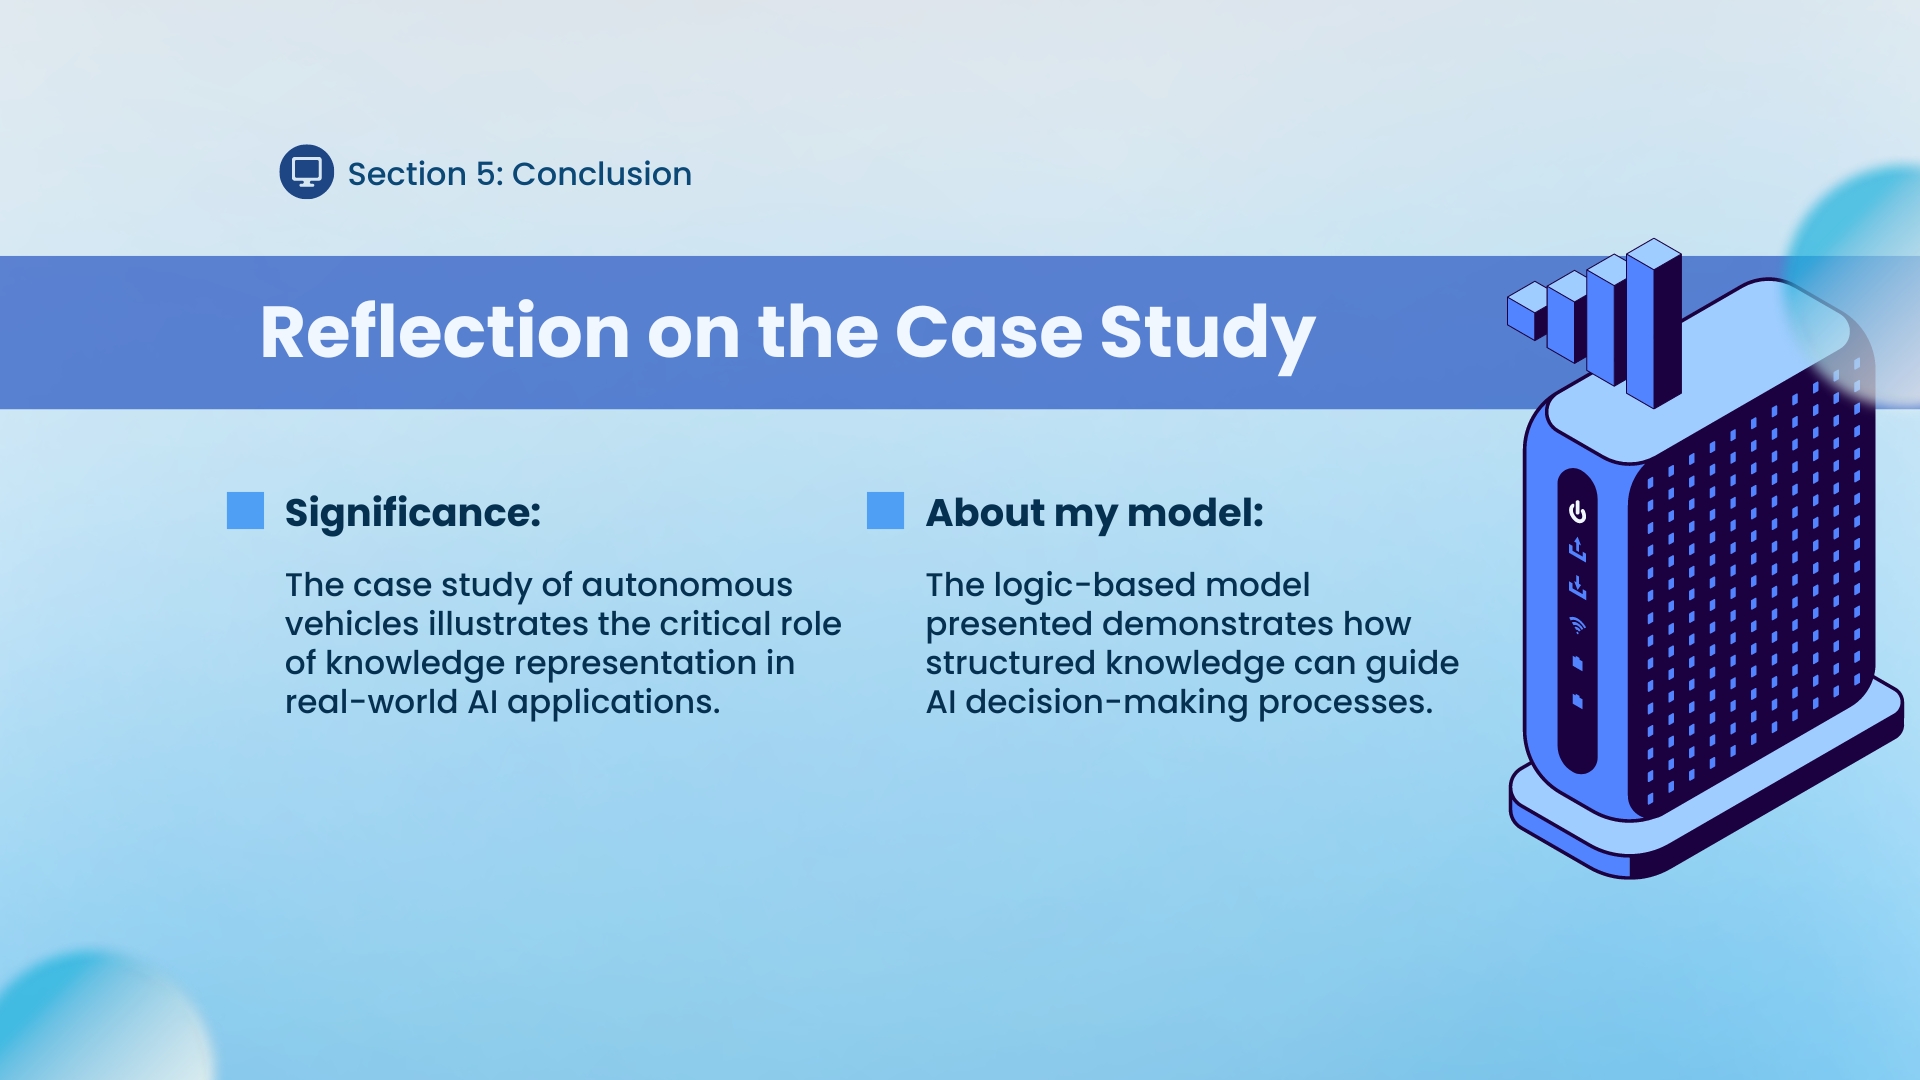 Section 5: Conclusion
Reflection on the Case Study
Significance:
The case study of autonomous
vehicles illustrates the critical role
of knowledge representation in
real-world AI applications.
About my model:
The logic-based model
presented demonstrates how
structured knowledge can guide
AI decision-making processes.